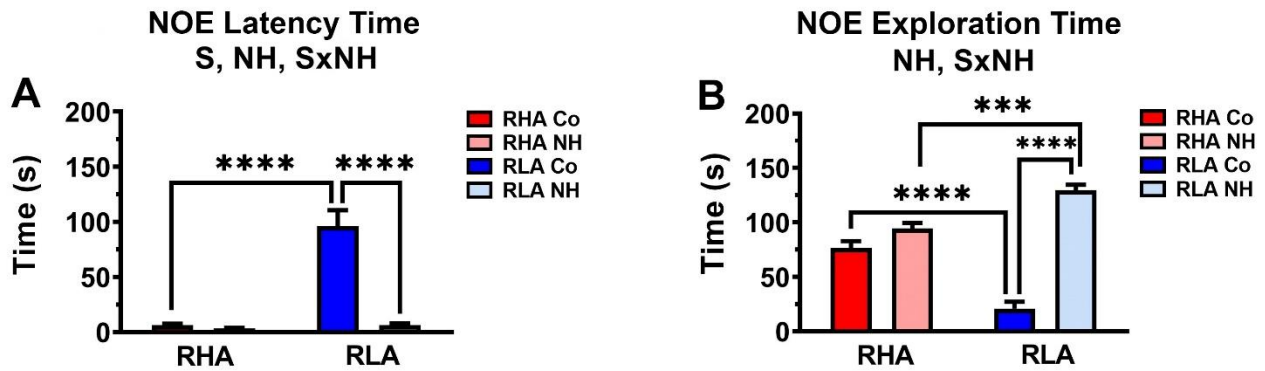 NOE Latency Time
S, NH, SxNH
A
200
150
100
50
0
Time (s)
**** ****
RHA
RLA
RHA Co
RHA NH
RLA Co
RLA NH
NOE Exploration Time
NH, SxNH
B
200
150
100
50
0
Time (s)
***
****
****
RHA
RLA
RHA Co
RHA NH
RLA Co
RLA NH